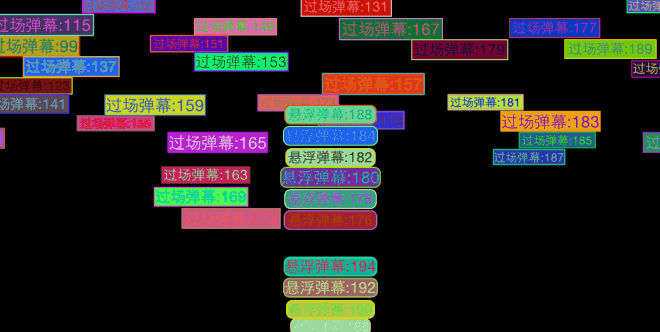 过场弹幕:131
过场弹幕:115
过场弹幕:149
过场弹幕:167
过场弹幕:177
过场弹幕:99
过场弹幕:151
过场弹幕:179
过场弹幕:189
过场弹幕:137
过场弹幕:153
过场弹幕:123
过场弹幕:157
过场弹幕:141
过场弹幕:159
过场弹幕:181
悬浮弹幕:188
过场弹幕:183
悬浮弹幕:184
过场弹幕:165
过场弹幕:185
悬浮弹幕:182
过场弹幕:187
过场弹幕:163
悬浮弹幕:180
过场弹幕:169
悬浮弹幕:178
悬浮弹幕:176
悬浮弹幕:194
悬浮弹幕:192
悬浮弹幕:190